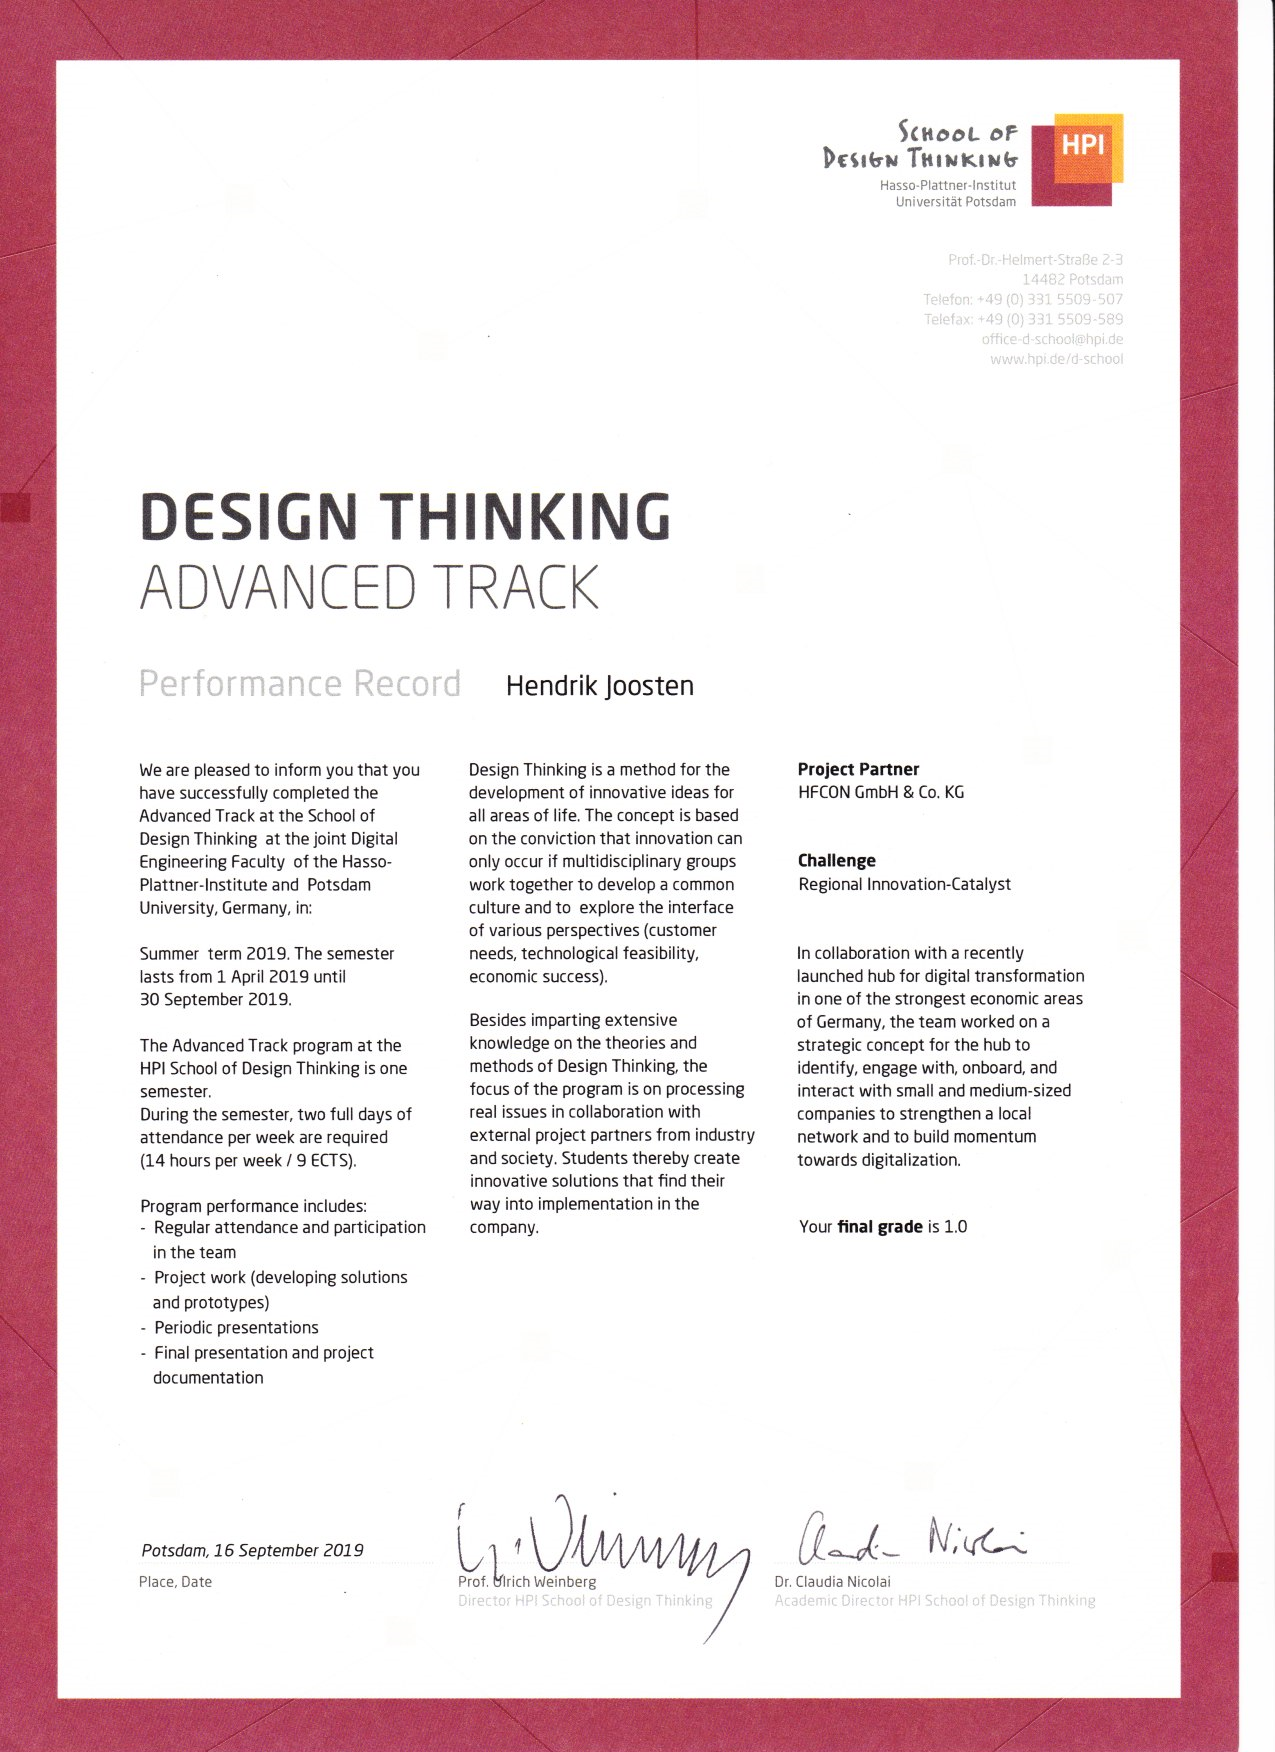 SCHOOL OF
DESIGN THINKING
HPI
Hasso-Plattner-Institut
Universität Potsdam
Prof.-Dr.-Helmert-Straße 2-3
14482 Potsdam
Telefon: +49 (0) 331 5509-507
Telefax: +49 (0) 331 5509-589
office-d-school@hpi.de
www.hpi.de/d-school
DESIGN THINKING
ADVANCED TRACK
Performance Record Hendrik Joosten
We are pleased to inform you that you
have successfully completed the
Advanced Track at the School of
Design Thinking at the joint Digital
Engineering Faculty of the Hasso-
Plattner-Institute and Potsdam
University, Germany, in:
Summer term 2019. The semester
lasts from 1 April 2019 until
30 September 2019.
The Advanced Track program at the
HPI School of Design Thinking is one
semester.
During the semester, two full days of
attendance per week are required
(14 hours per week / 9 ECTS).
Program performance includes:
- Regular attendance and participation
in the team
- Project work (developing solutions
and prototypes)
- Periodic presentations
- Final presentation and project
documentation
Design Thinking is a method for the
development of innovative ideas for
all areas of life. The concept is based
on the conviction that innovation can
only occur if multidisciplinary groups
work together to develop a common
culture and to explore the interface
of various perspectives (customer
needs, technological feasibility,
economic success).
Besides imparting extensive
knowledge on the theories and
methods of Design Thinking, the
focus of the program is on processing
real issues in collaboration with
external project partners from industry
and society. Students thereby create
innovative solutions that find their
way into implementation in the
company.
Project Partner
HFCON GmbH & Co. KG
Challenge
Regional Innovation-Catalyst
In collaboration with a recently
launched hub for digital transformation
in one of the strongest economic areas
of Germany, the team worked on a
strategic concept for the hub to
identify, engage with, onboard, and
interact with small and medium-sized
companies to strengthen a local
network and to build momentum
towards digitalization.
Your final grade is 1.0
Potsdam, 16 September 2019
Place, Date
Prof. Ulrich Weinberg
Director HPI School of Design Thinking
Claudia Nicolai
Dr. Claudia Nicolai
Academic Director HPI School of Design Thinking